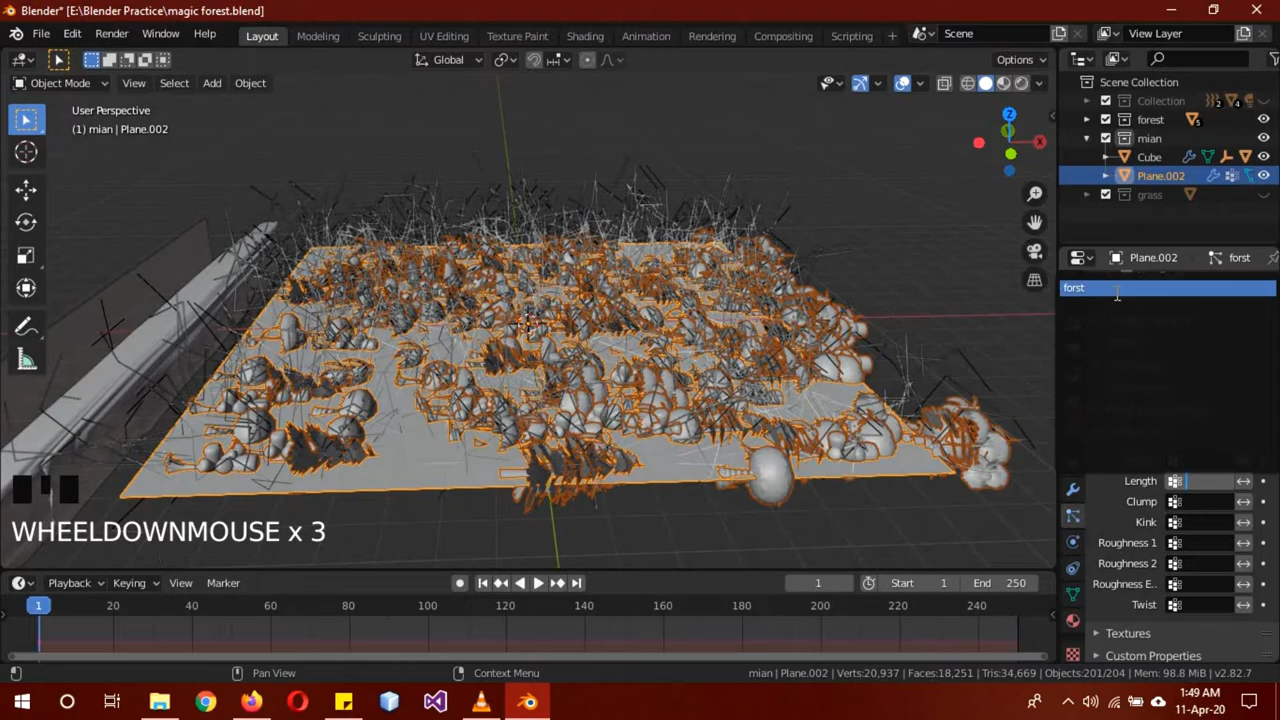 Blender* [E:\Blender Practice\magic forest.blend]
File Edit Render Window Help
Layout Modeling Sculpting UV Editing Texture Paint Shading Animation Rendering Compositing Scripting + Scene View Layer
Global Options
Object Mode View Select Add Object
User Perspective
(1) mian | Plane.002
Z
X
Scene Collection
Collection 2 4
forest 5
mian
Cube
Plane.002
grass
Plane.002 forst
forst
Length
Clump
Kink
Roughness 1
Roughness 2
Roughness E..
Twist
Textures
Custom Properties
WHEELDOWNMOUSE x 3
Playback Keying View Marker 1 Start 1 End 250
1 20 40 60 80 100 120 140 160 180 200 220 240
Pan View Context Menu mian | Plane.002 | Verts:20,937 | Faces:18,251 | Tris:34,669 | Objects:201/204 | Mem: 98.8 MiB | v2.82.7
1:49 AM
11-Apr-20